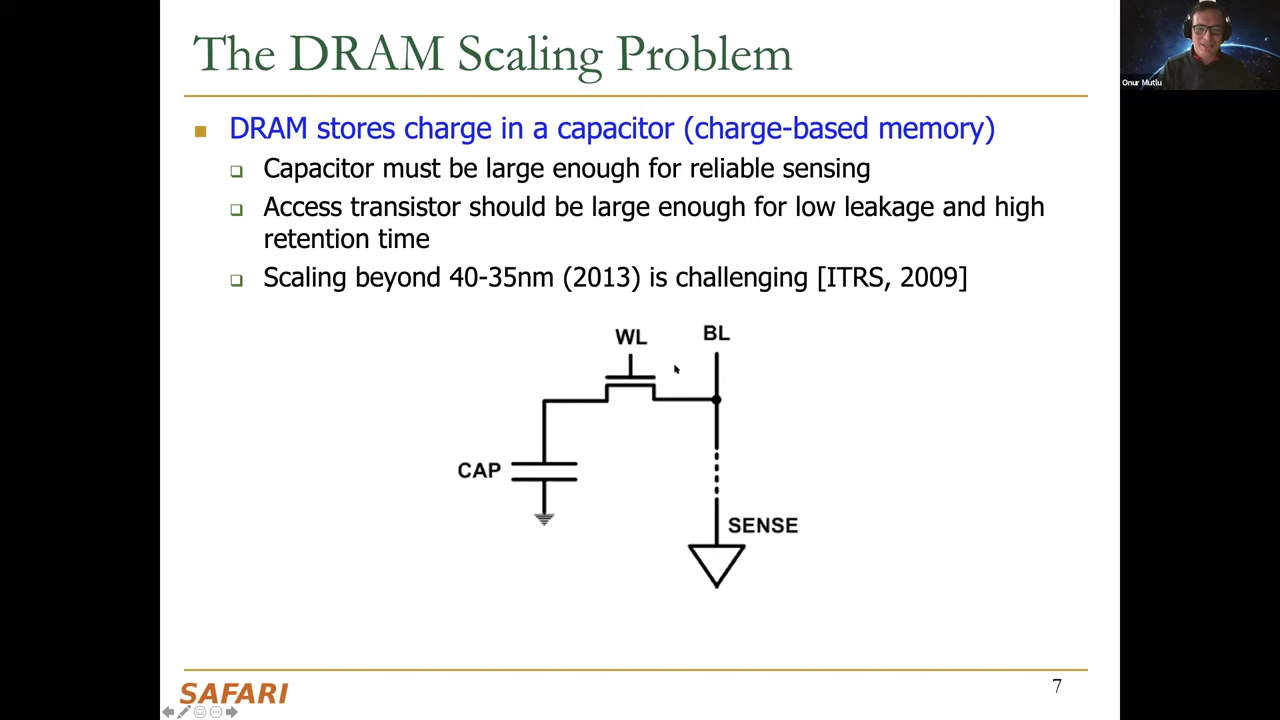 The DRAM Scaling Problem
Onur Mutlu
DRAM stores charge in a capacitor (charge-based memory)
Capacitor must be large enough for reliable sensing
Access transistor should be large enough for low leakage and high
retention time
Scaling beyond 40-35nm (2013) is challenging [ITRS, 2009]
WL
BL
CAP
SENSE
SAFARI
7